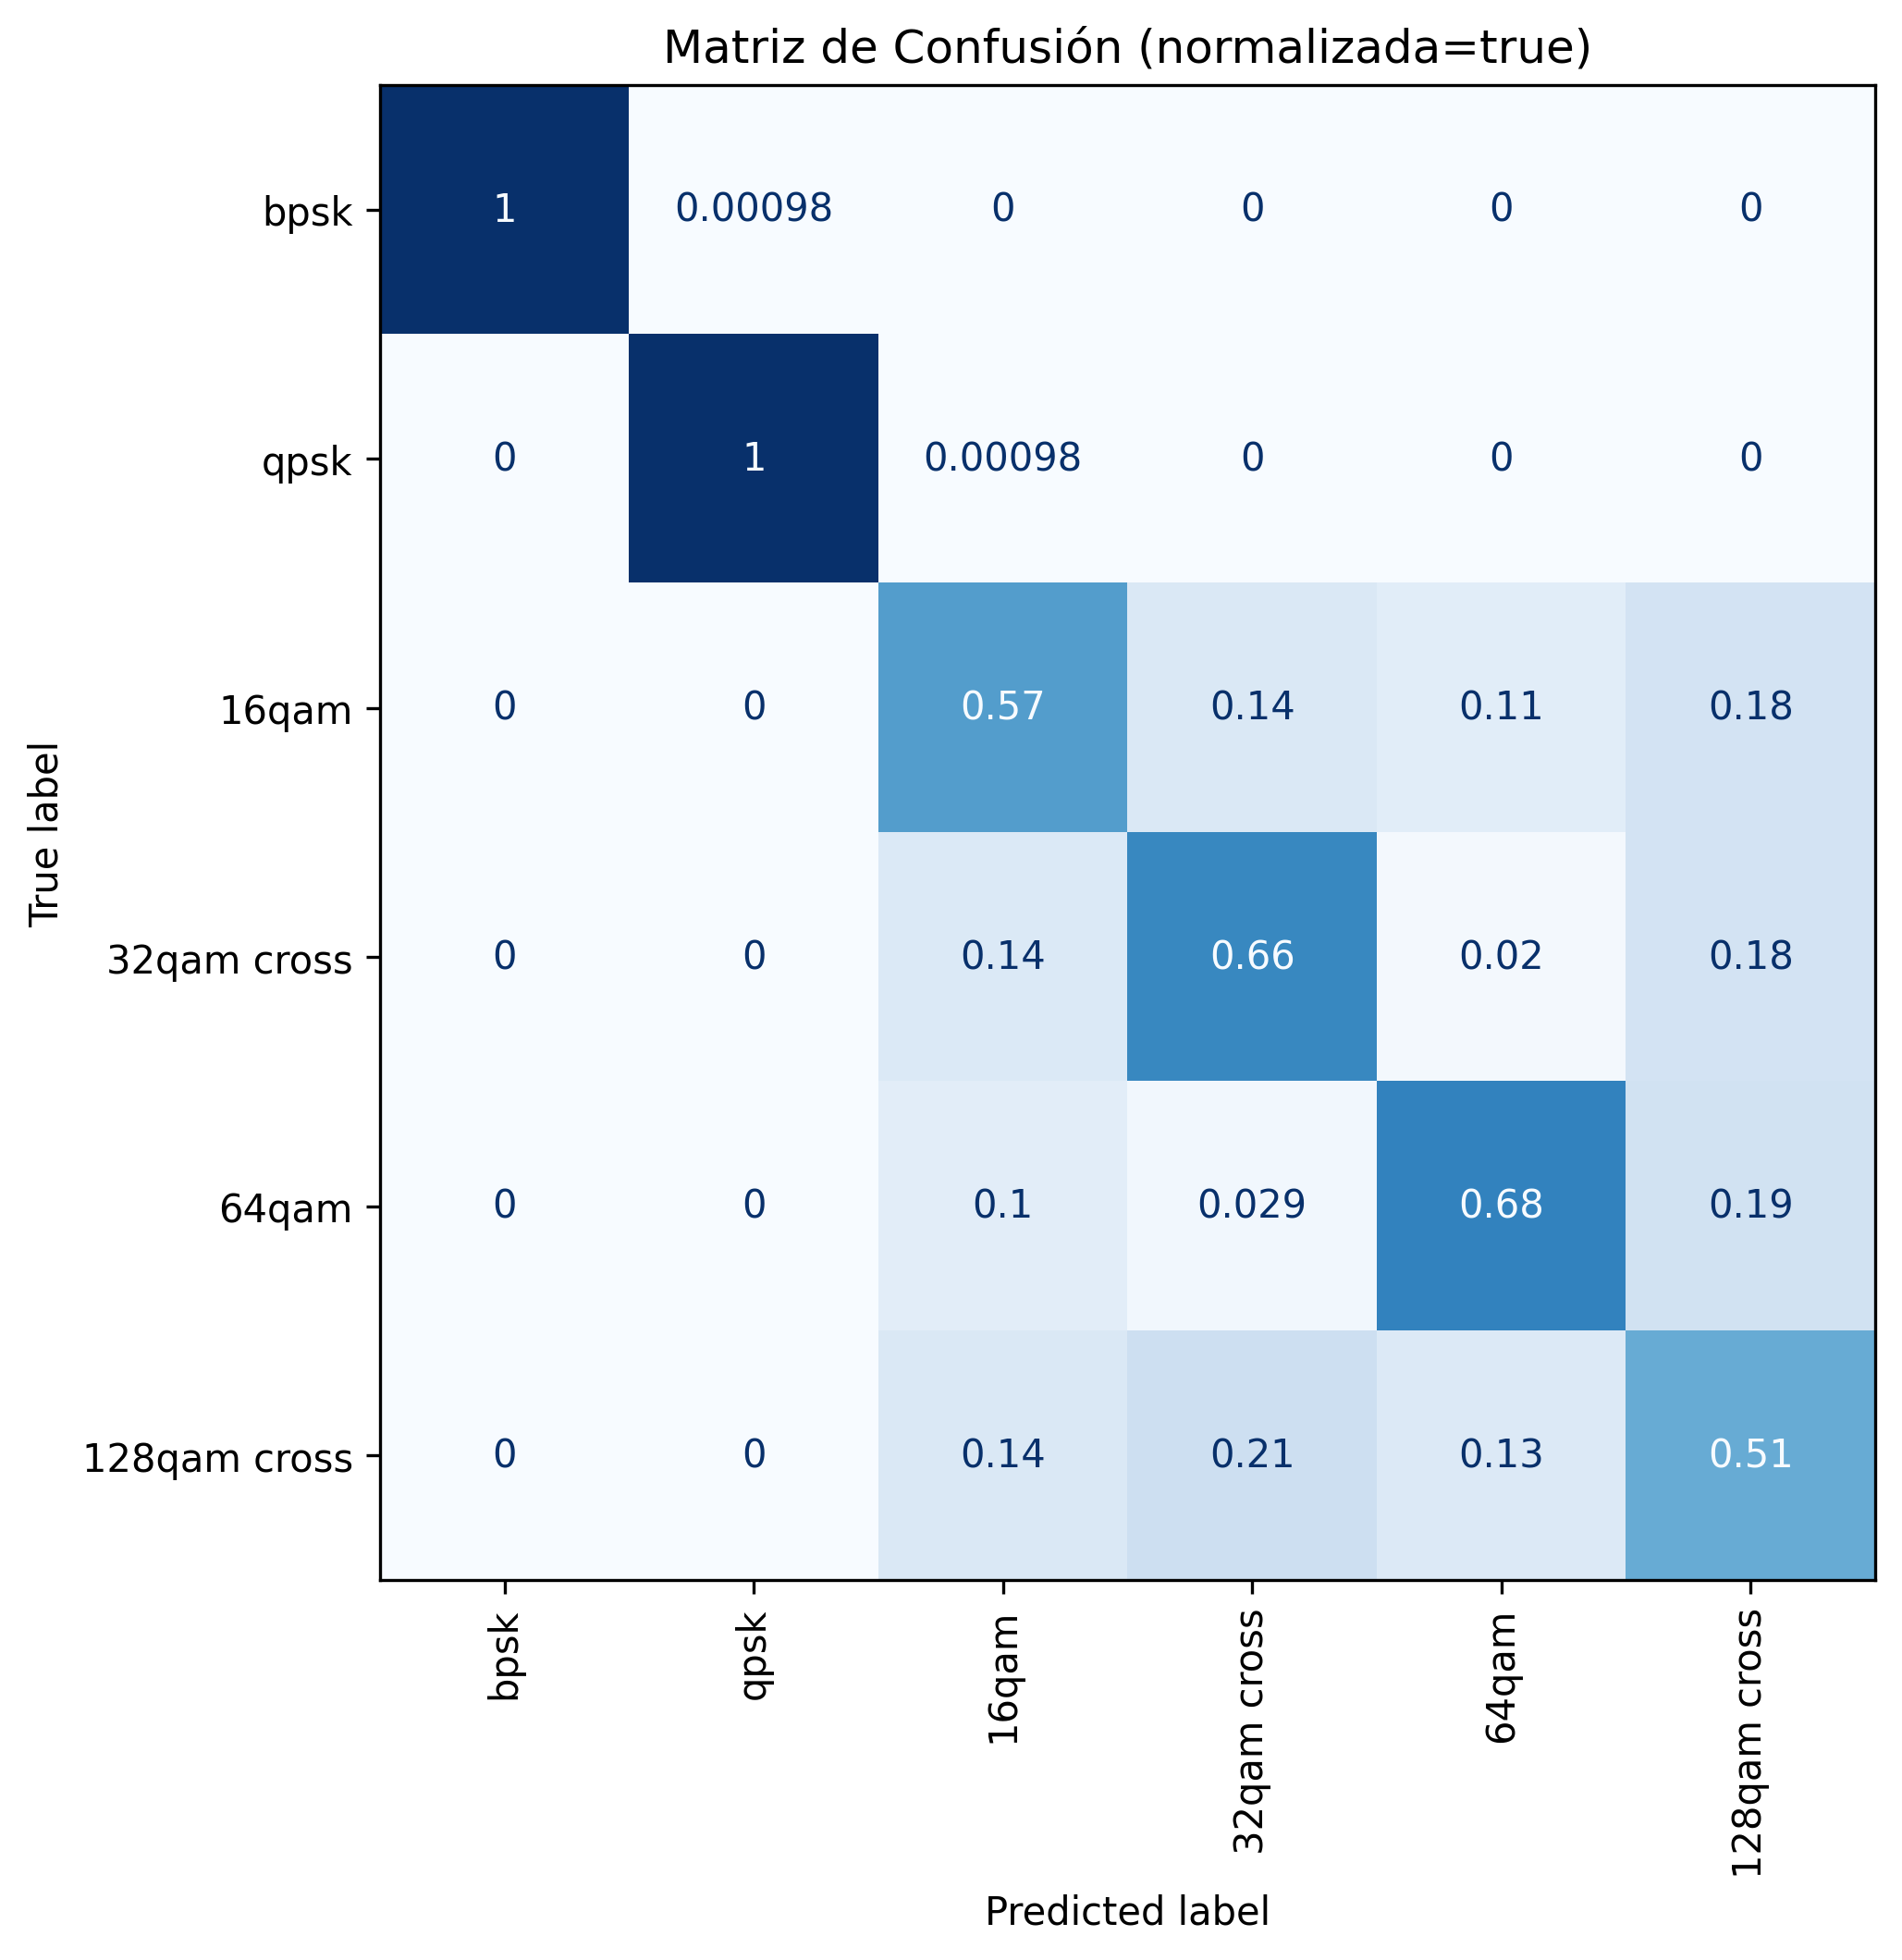 Matriz de Confusión (normalizada=true)
True label
bpsk 1 0.00098 0 0 0 0
qpsk 0 1 0.00098 0 0 0
16qam 0 0 0.57 0.14 0.11 0.18
32qam cross 0 0 0.14 0.66 0.02 0.18
64qam 0 0 0.1 0.029 0.68 0.19
128qam cross 0 0 0.14 0.21 0.13 0.51
bpsk qpsk 16qam 32qam cross 64qam 128qam cross
Predicted label